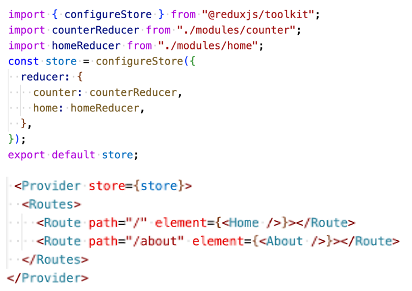 import { configureStore } from "@reduxjs/toolkit";
import counterReducer from "./modules/counter";
import homeReducer from "./modules/home";
const store = configureStore({
  reducer: {
    counter: counterReducer,
    home: homeReducer,
  },
});
export default store;
<Provider store={store}>
  <Routes>
    <Route path="/" element={<Home />}></Route>
    <Route path="/about" element={<About />}></Route>
  </Routes>
</Provider>